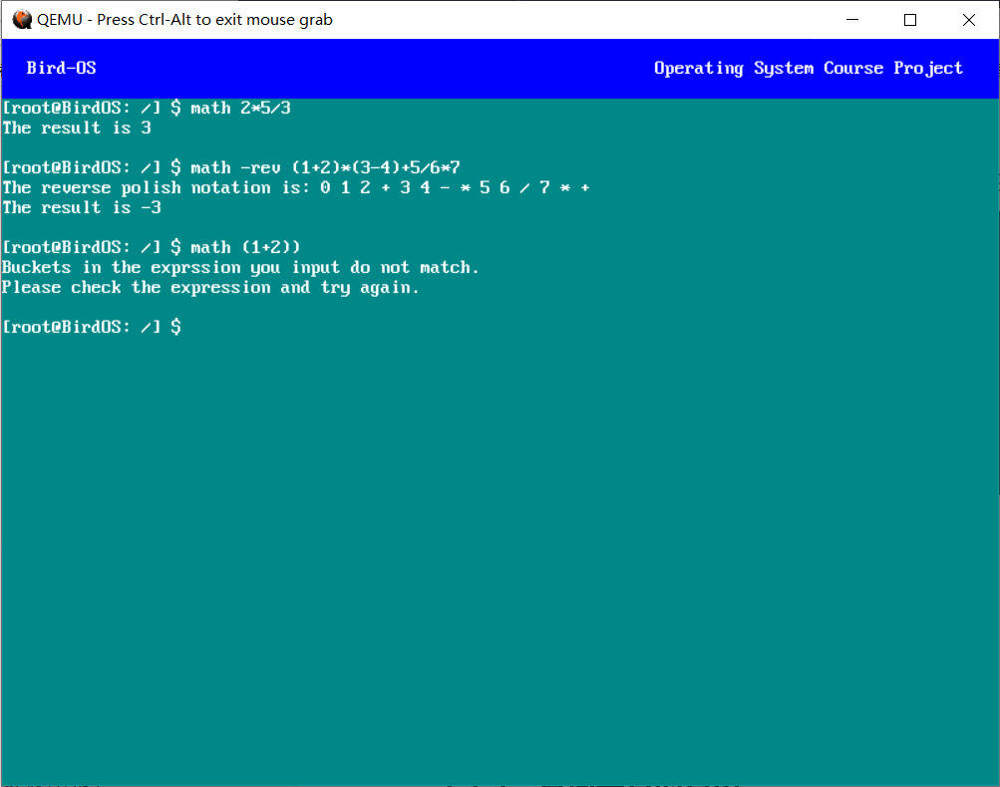 QEMU - Press Ctrl-Alt to exit mouse grab
Bird-OS Operating System Course Project
[root@BirdOS: /] $ math 2*5/3
The result is 3
[root@BirdOS: /] $ math -rev (1+2)*(3-4)+5/6*7
The reverse polish notation is: 0 1 2 + 3 4 - * 5 6 / 7 * +
The result is -3
[root@BirdOS: /] $ math (1+2))
Buckets in the exprssion you input do not match.
Please check the expression and try again.
[root@BirdOS: /] $